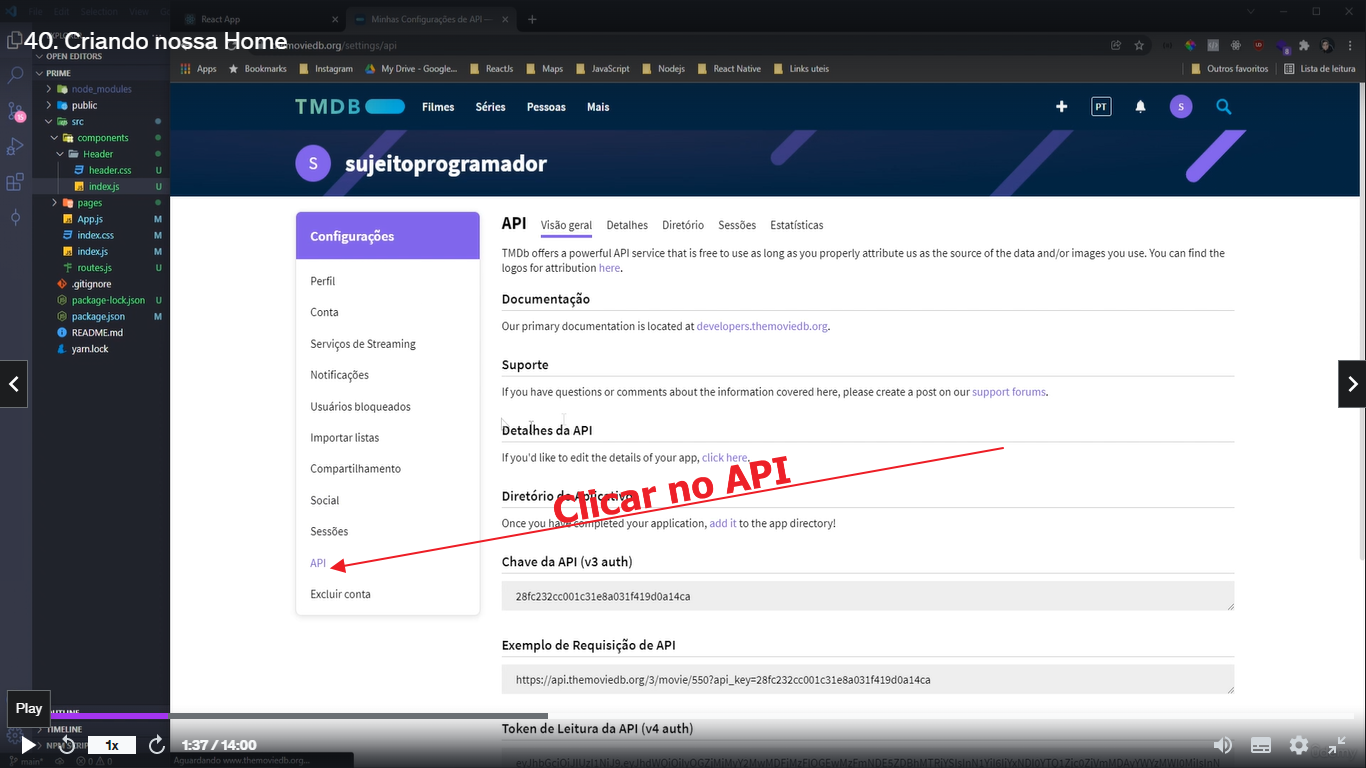 File Edit Selection View Go
React App
Minhas Configurações de API —
40. Criando nossa Home
moviedb.org/settings/api
OPEN EDITORS
Apps
Bookmarks
Instagram
My Drive - Google...
ReactJs
Maps
JavaScript
Nodejs
React Native
Links uteis
Outros favoritos
Lista de leitura
PRIME
node_modules
public
src
components
Header
header.css U
index.js U
pages
App.js M
index.css M
index.js M
routes.js U
.gitignore
package-lock.json U
package.json M
README.md
yarn.lock
TMDB
Filmes
Séries
Pessoas
Mais
PT
S
S
sujeitoprogramador
Configurações
Perfil
Conta
Serviços de Streaming
Notificações
Usuários bloqueados
Importar listas
Compartilhamento
Social
Sessões
API
Excluir conta
API
Visão geral
Detalhes
Diretório
Sessões
Estatísticas
TMDb offers a powerful API service that is free to use as long as you properly attribute us as the source of the data and/or images you use. You can find the
logos for attribution here.
Documentação
Our primary documentation is located at developers.themoviedb.org.
Suporte
If you have questions or comments about the information covered here, please create a post on our support forums.
Detalhes da API
If you'd like to edit the details of your app, click here.
Clicar no API
Diretório de Aplicativo
Once you have completed your application, add it to the app directory!
Chave da API (v3 auth)
28fc232cc001c31e8a031f419d0a14ca
Exemplo de Requisição de API
https://api.themoviedb.org/3/movie/550?api_key=28fc232cc001c31e8a031f419d0a14ca
Token de Leitura da API (v4 auth)
Play
OUTLINE
TIMELINE
NPM SCRIPTS
1x
1:37 / 14:00
main*
0 0
Aguardando www.themoviedb.org...